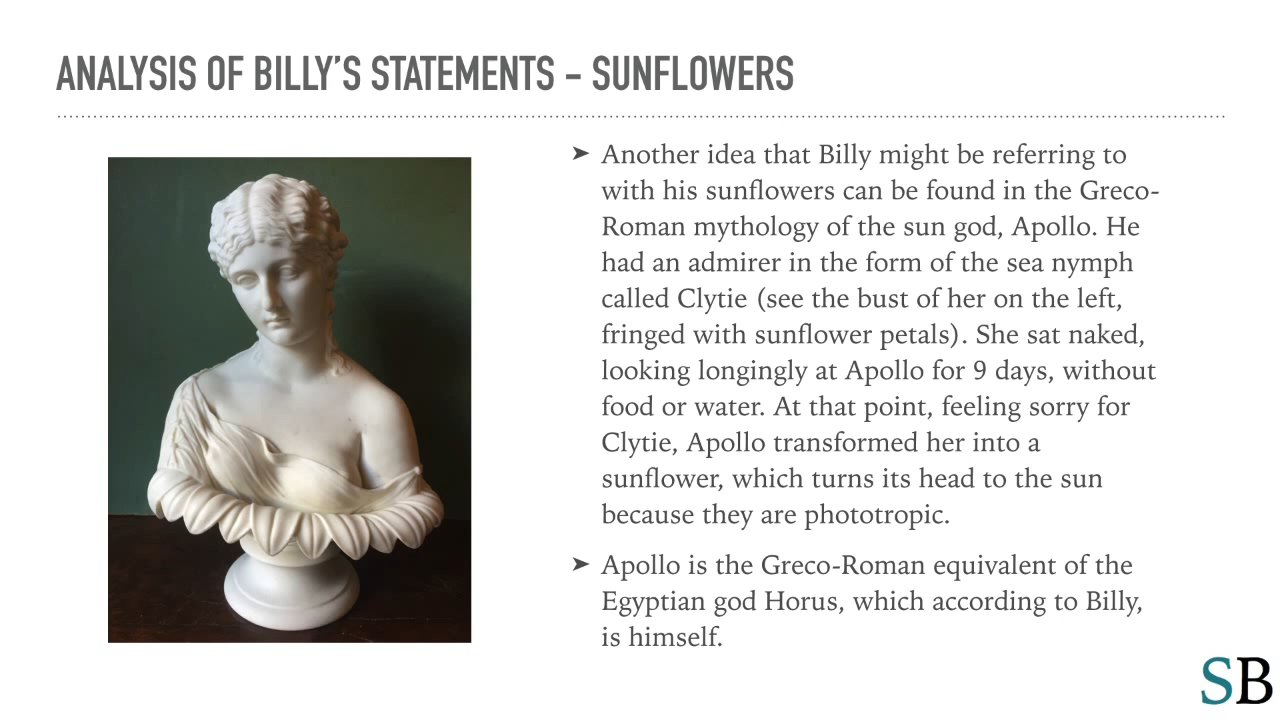 ANALYSIS OF BILLY’S STATEMENTS – SUNFLOWERS
➤ Another idea that Billy might be referring to
with his sunflowers can be found in the Greco-
Roman mythology of the sun god, Apollo. He
had an admirer in the form of the sea nymph
called Clytie (see the bust of her on the left,
fringed with sunflower petals). She sat naked,
looking longingly at Apollo for 9 days, without
food or water. At that point, feeling sorry for
Clytie, Apollo transformed her into a
sunflower, which turns its head to the sun
because they are phototropic.
➤ Apollo is the Greco-Roman equivalent of the
Egyptian god Horus, which according to Billy,
is himself.
SB